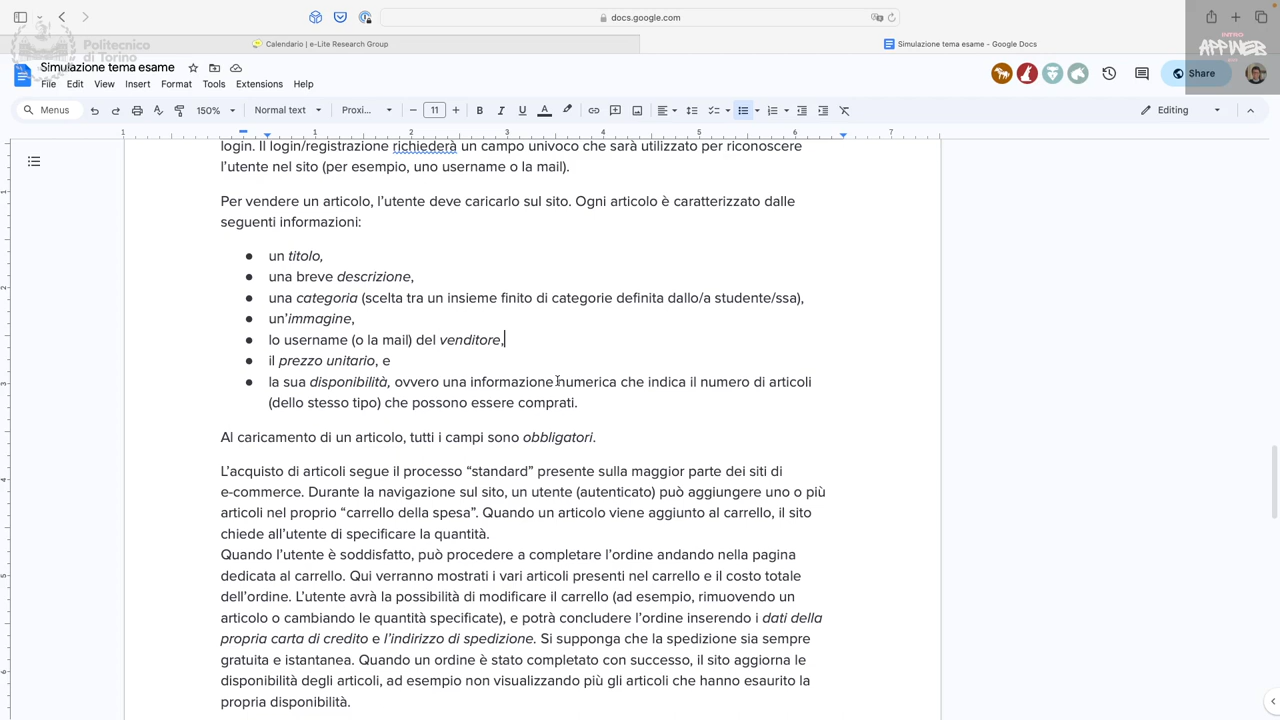 docs.google.com
Politecnico
di Torino
Calendario | e-Lite Research Group
Simulazione tema esame - Google Docs
INTRO
APPWEB
Simulazione tema esame
File Edit View Insert Format Tools Extensions Help
Share
Menus 150% Normal text Proxi... 11 Editing
1 1 2 3 4 5 6 7
login. Il login/registrazione richiederà un campo univoco che sarà utilizzato per riconoscere
l'utente nel sito (per esempio, uno username o la mail).
Per vendere un articolo, l'utente deve caricarlo sul sito. Ogni articolo è caratterizzato dalle
seguenti informazioni:
● un titolo,
● una breve descrizione,
● una categoria (scelta tra un insieme finito di categorie definita dallo/a studente/ssa),
● un'immagine,
● lo username (o la mail) del venditore,
● il prezzo unitario, e
● la sua disponibilità, ovvero una informazione numerica che indica il numero di articoli
(dello stesso tipo) che possono essere comprati.
Al caricamento di un articolo, tutti i campi sono obbligatori.
L'acquisto di articoli segue il processo “standard” presente sulla maggior parte dei siti di
e-commerce. Durante la navigazione sul sito, un utente (autenticato) può aggiungere uno o più
articoli nel proprio “carrello della spesa”. Quando un articolo viene aggiunto al carrello, il sito
chiede all'utente di specificare la quantità.
Quando l'utente è soddisfatto, può procedere a completare l'ordine andando nella pagina
dedicata al carrello. Qui verranno mostrati i vari articoli presenti nel carrello e il costo totale
dell'ordine. L'utente avrà la possibilità di modificare il carrello (ad esempio, rimuovendo un
articolo o cambiando le quantità specificate), e potrà concludere l'ordine inserendo i dati della
propria carta di credito e l'indirizzo di spedizione. Si supponga che la spedizione sia sempre
gratuita e istantanea. Quando un ordine è stato completato con successo, il sito aggiorna le
disponibilità degli articoli, ad esempio non visualizzando più gli articoli che hanno esaurito la
propria disponibilità.